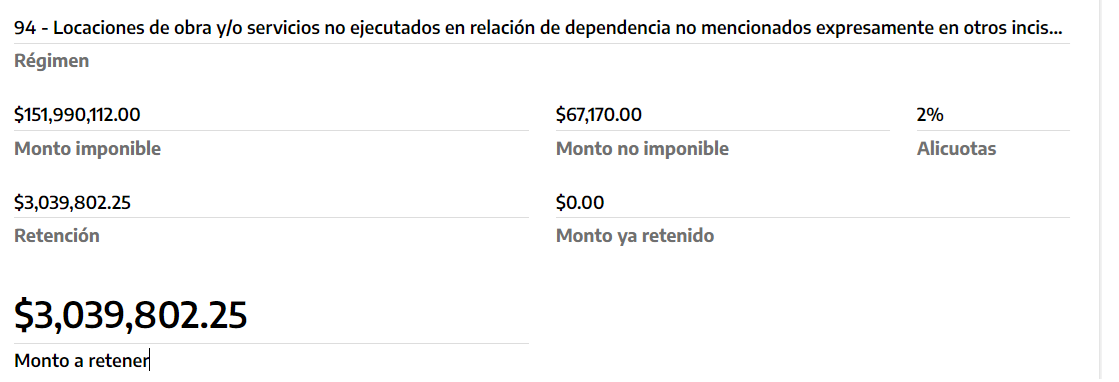 94 - Locaciones de obra y/o servicios no ejecutados en relación de dependencia no mencionados expresamente en otros incis...
Régimen
$151,990,112.00 $67,170.00 2%
Monto imponible Monto no imponible Alicuotas
$3,039,802.25 $0.00
Retención Monto ya retenido
$3,039,802.25
Monto a retener